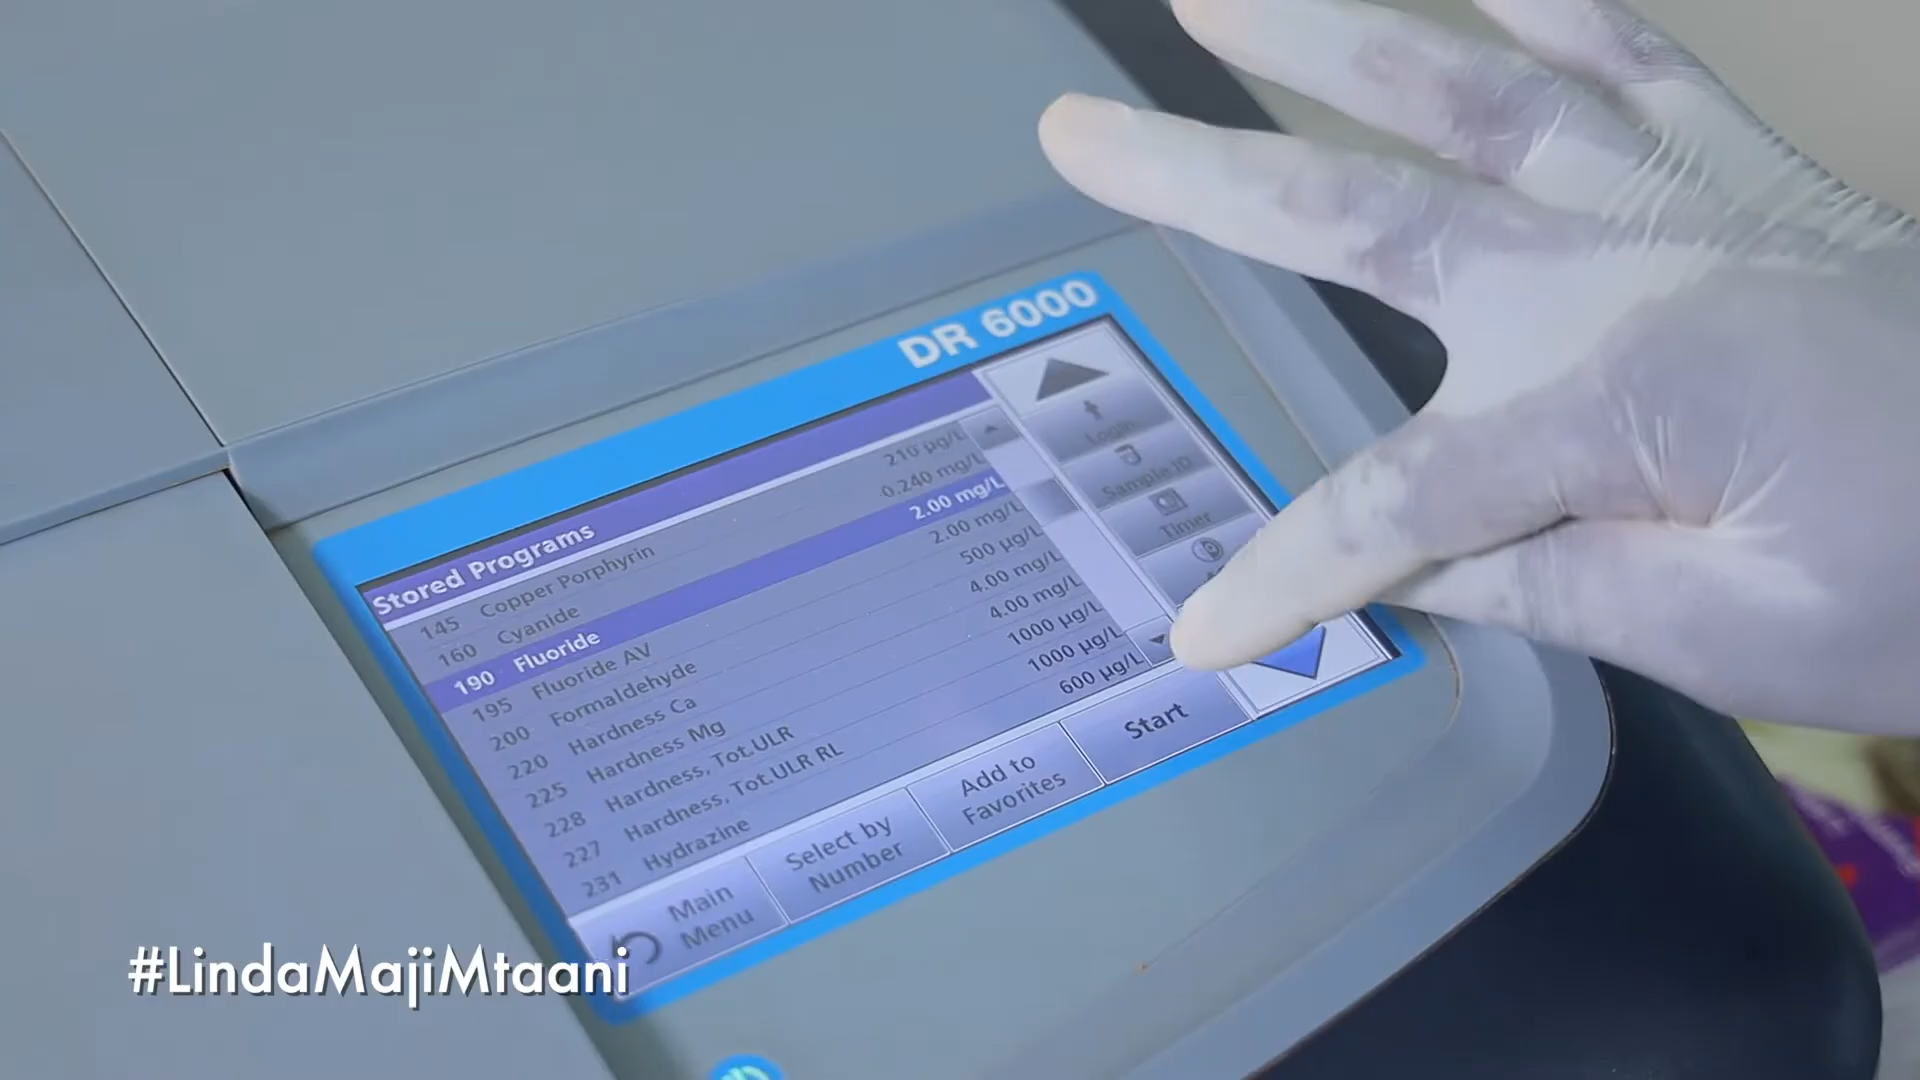 DR 6000
Stored Programs
210 µg/L
145 Copper Porphyrin 0.240 mg/L
160 Cyanide 2.00 mg/L
190 Fluoride 2.00 mg/L
195 Fluoride AV 500 µg/L
200 Formaldehyde 4.00 mg/L
220 Hardness Ca 4.00 mg/L
225 Hardness Mg 1000 µg/L
228 Hardness, Tot.ULR 1000 µg/L
227 Hardness, Tot.ULR RL 600 µg/L
231 Hydrazine
Login
Sample ID
Timer
Main
Menu
Select by
Number
Add to
Favorites
Start
#LindaMajiMtaani